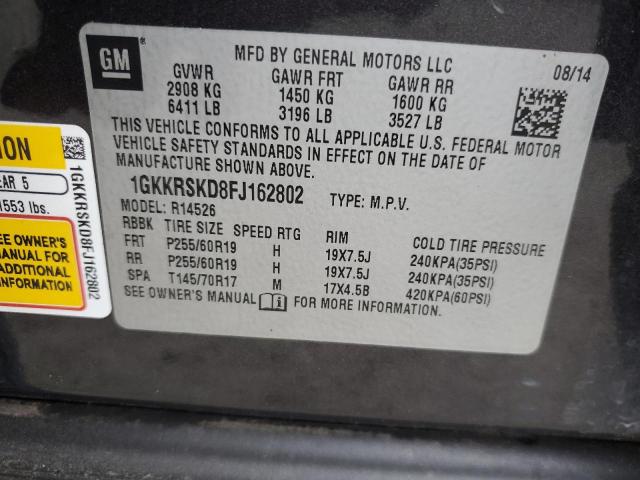 GM
MFD BY GENERAL MOTORS LLC
08/14
GVWR GAWR FRT GAWR RR
2908 KG 1450 KG 1600 KG
6411 LB 3196 LB 3527 LB
THIS VEHICLE CONFORMS TO ALL APPLICABLE U.S. FEDERAL MOTOR
VEHICLE SAFETY STANDARDS IN EFFECT ON THE DATE OF
MANUFACTURE SHOWN ABOVE.
1GKKRSKD8FJ162802 TYPE: M.P.V.
MODEL: R14526
RBBK TIRE SIZE SPEED RTG RIM COLD TIRE PRESSURE
FRT P255/60R19 H 19X7.5J 240KPA(35PSI)
RR P255/60R19 H 19X7.5J 240KPA(35PSI)
SPA T145/70R17 M 17X4.5B 420KPA(60PSI)
SEE OWNER'S MANUAL FOR MORE INFORMATION
ION
EAR 5
1553 lbs.
EE OWNER'S
MANUAL FOR
ADDITIONAL
NFORMATION
1GKKRSKD8FJ162802